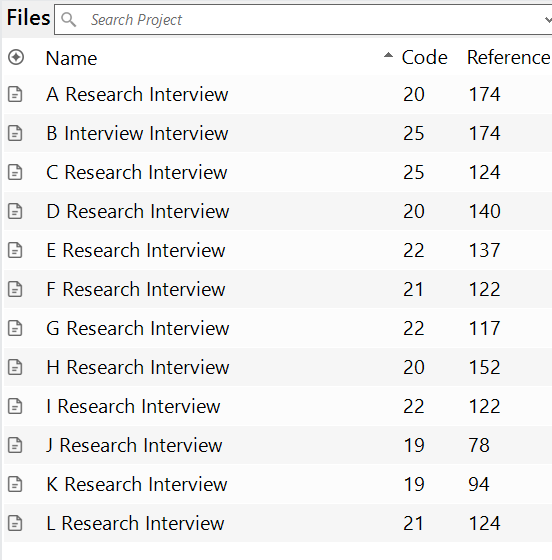 Files Search Project
Name Code Reference
A Research Interview 20 174
B Interview Interview 25 174
C Research Interview 25 124
D Research Interview 20 140
E Research Interview 22 137
F Research Interview 21 122
G Research Interview 22 117
H Research Interview 20 152
I Research Interview 22 122
J Research Interview 19 78
K Research Interview 19 94
L Research Interview 21 124